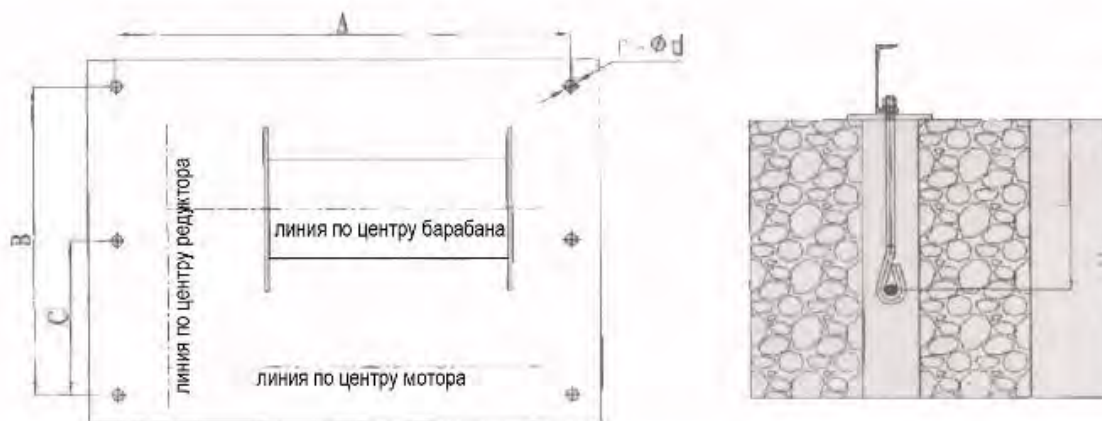 A
n - Φd
B
C
линия по центру редуктора
линия по центру барабана
линия по центру мотора